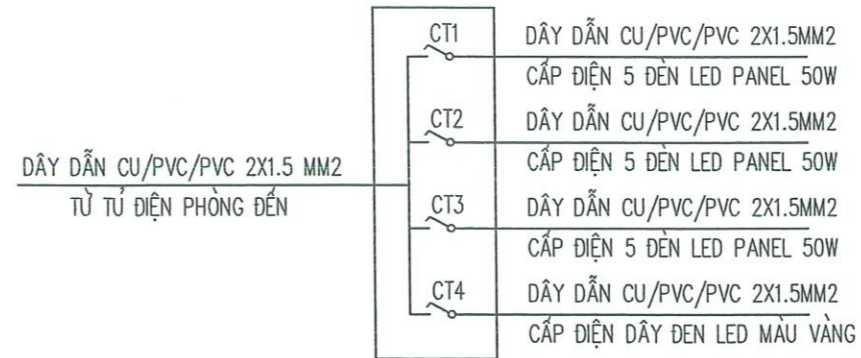 CT1
DÂY DẪN CU/PVC/PVC 2X1.5MM2
CẤP ĐIỆN 5 ĐÈN LED PANEL 50W
CT2
DÂY DẪN CU/PVC/PVC 2X1.5MM2
CẤP ĐIỆN 5 ĐÈN LED PANEL 50W
DÂY DẪN CU/PVC/PVC 2X1.5 MM2
TỪ TỦ ĐIỆN PHÒNG ĐẾN
CT3
DÂY DẪN CU/PVC/PVC 2X1.5MM2
CẤP ĐIỆN 5 ĐÈN LED PANEL 50W
CT4
DÂY DẪN CU/PVC/PVC 2X1.5MM2
CẤP ĐIỆN DÂY ĐEN LED MÀU VÀNG